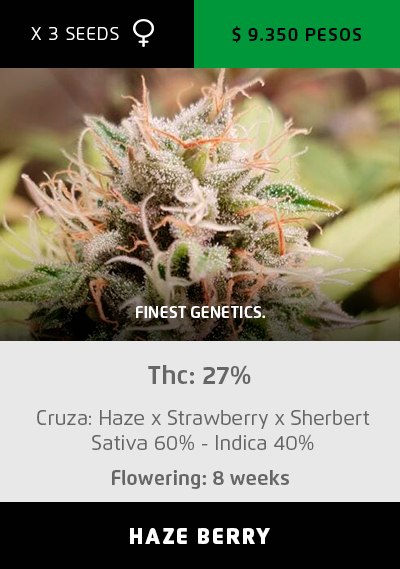 X 3 SEEDS
$ 9.350 PESOS
FINEST GENETICS.
Thc: 27%
Cruza: Haze x Strawberry x Sherbert
Sativa 60% - Indica 40%
Flowering: 8 weeks
HAZE BERRY